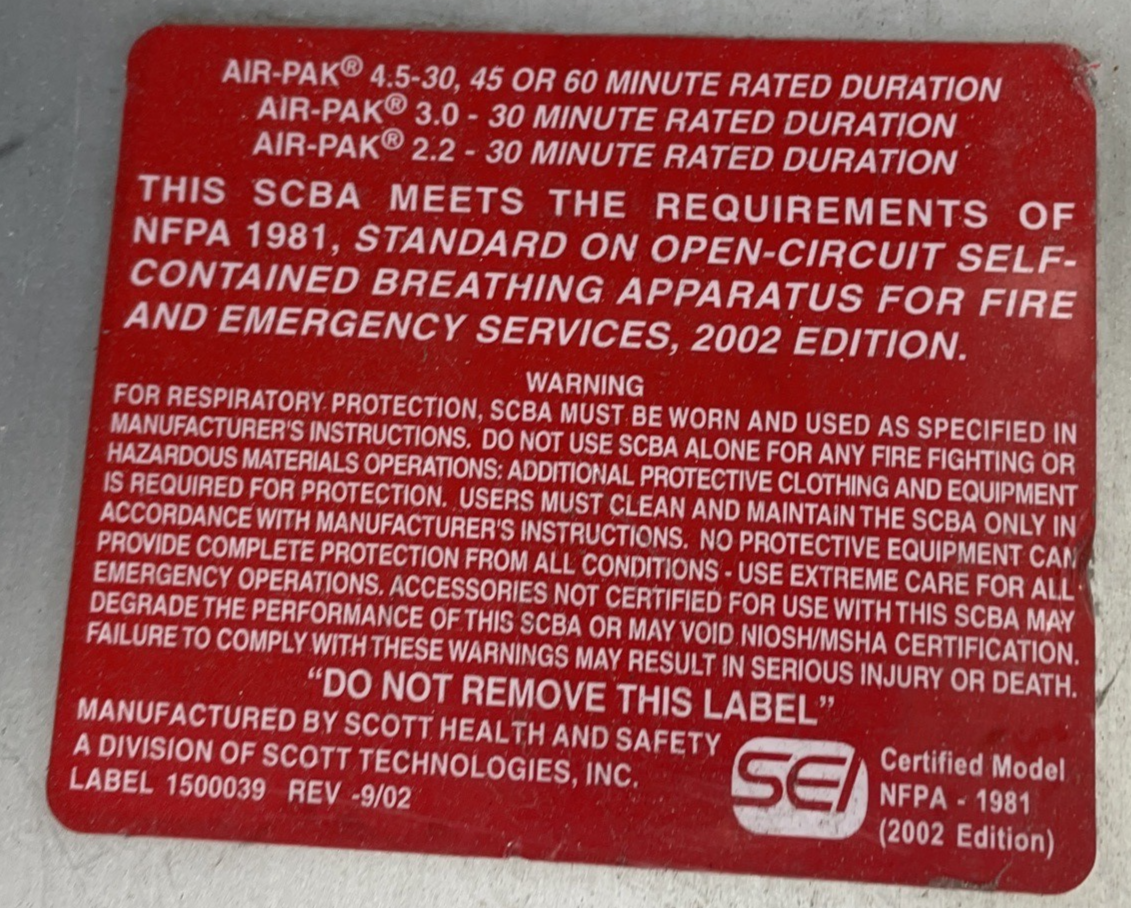 AIR-PAK® 4.5-30, 45 OR 60 MINUTE RATED DURATION
AIR-PAK® 3.0 - 30 MINUTE RATED DURATION
AIR-PAK® 2.2 - 30 MINUTE RATED DURATION
THIS SCBA MEETS THE REQUIREMENTS OF
NFPA 1981, STANDARD ON OPEN-CIRCUIT SELF-
CONTAINED BREATHING APPARATUS FOR FIRE
AND EMERGENCY SERVICES, 2002 EDITION.
WARNING
FOR RESPIRATORY PROTECTION, SCBA MUST BE WORN AND USED AS SPECIFIED IN
MANUFACTURER'S INSTRUCTIONS. DO NOT USE SCBA ALONE FOR ANY FIRE FIGHTING OR
HAZARDOUS MATERIALS OPERATIONS: ADDITIONAL PROTECTIVE CLOTHING AND EQUIPMENT
IS REQUIRED FOR PROTECTION. USERS MUST CLEAN AND MAINTAIN THE SCBA ONLY IN
ACCORDANCE WITH MANUFACTURER'S INSTRUCTIONS. NO PROTECTIVE EQUIPMENT CAN
PROVIDE COMPLETE PROTECTION FROM ALL CONDITIONS - USE EXTREME CARE FOR ALL
EMERGENCY OPERATIONS. ACCESSORIES NOT CERTIFIED FOR USE WITH THIS SCBA MAY
DEGRADE THE PERFORMANCE OF THIS SCBA OR MAY VOID NIOSH/MSHA CERTIFICATION.
FAILURE TO COMPLY WITH THESE WARNINGS MAY RESULT IN SERIOUS INJURY OR DEATH.
"DO NOT REMOVE THIS LABEL"
MANUFACTURED BY SCOTT HEALTH AND SAFETY
A DIVISION OF SCOTT TECHNOLOGIES, INC.
LABEL 1500039 REV -9/02
SEI
Certified Model
NFPA - 1981
(2002 Edition)